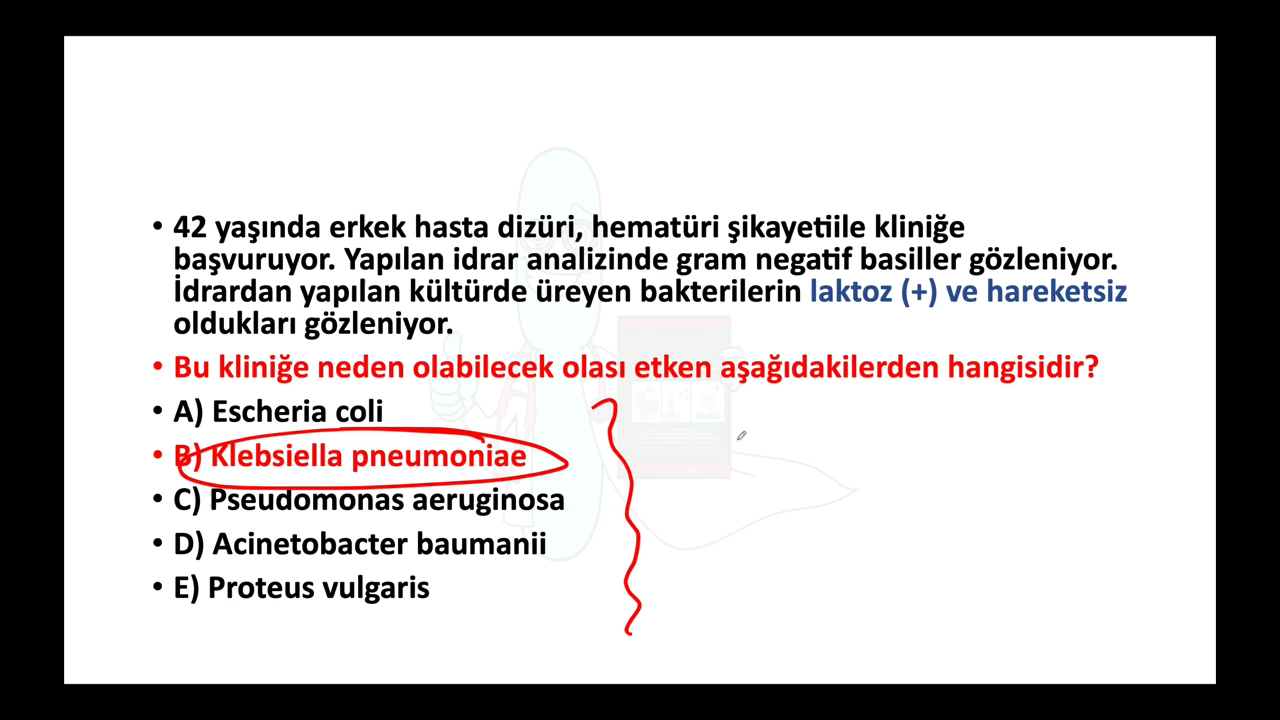 • 42 yaşında erkek hasta dizüri, hematüri şikayetiile kliniğe
başvuruyor. Yapılan idrar analizinde gram negatif basiller gözleniyor.
İdrardan yapılan kültürde üreyen bakterilerin laktoz (+) ve hareketsiz
oldukları gözleniyor.
• Bu kliniğe neden olabilecek olası etken aşağıdakilerden hangisidir?
• A) Escheria coli
• B) Klebsiella pneumoniae
• C) Pseudomonas aeruginosa
• D) Acinetobacter baumanii
• E) Proteus vulgaris